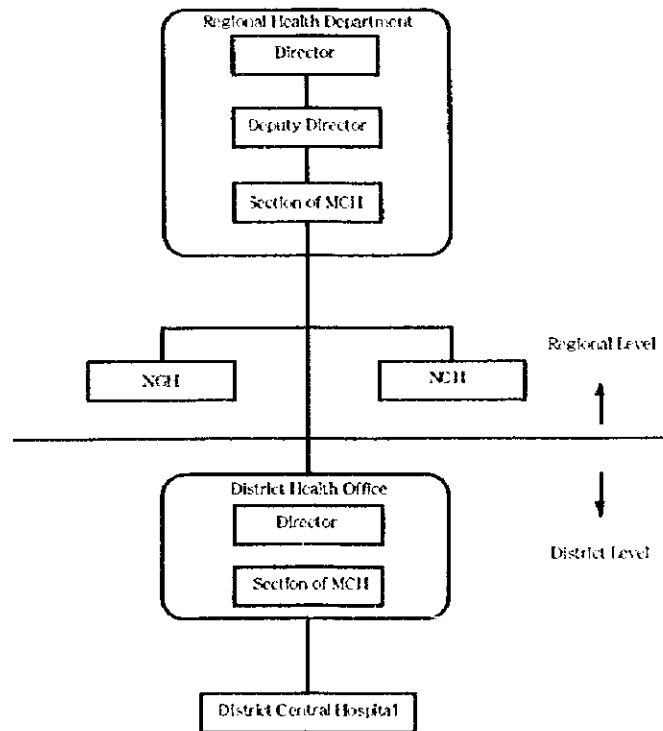 Regional Health Department
Director
Deputy Director
Section of MCH
NGH
NCH
Regional Level
District Health Office
Director
Section of MCH
District Level
District Central Hospital